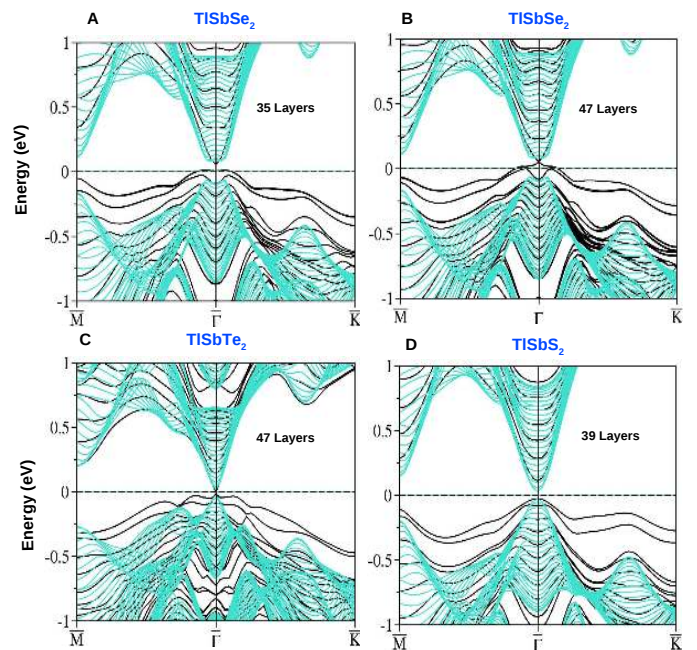 A TlSbSe2
B TlSbSe2
1
0.5
0
-0.5
-1
Energy (eV)
35 Layers
M̅ Γ̅ K̅
1
0.5
0
-0.5
-1
47 Layers
M̅ Γ K̅
C TlSbTe2
D TlSbS2
1
0.5
0
-0.5
-1
Energy (eV)
47 Layers
M̅ Γ̅ K̅
1
0.5
0
-0.5
-1
39 Layers
M̅ Γ̅ K̅